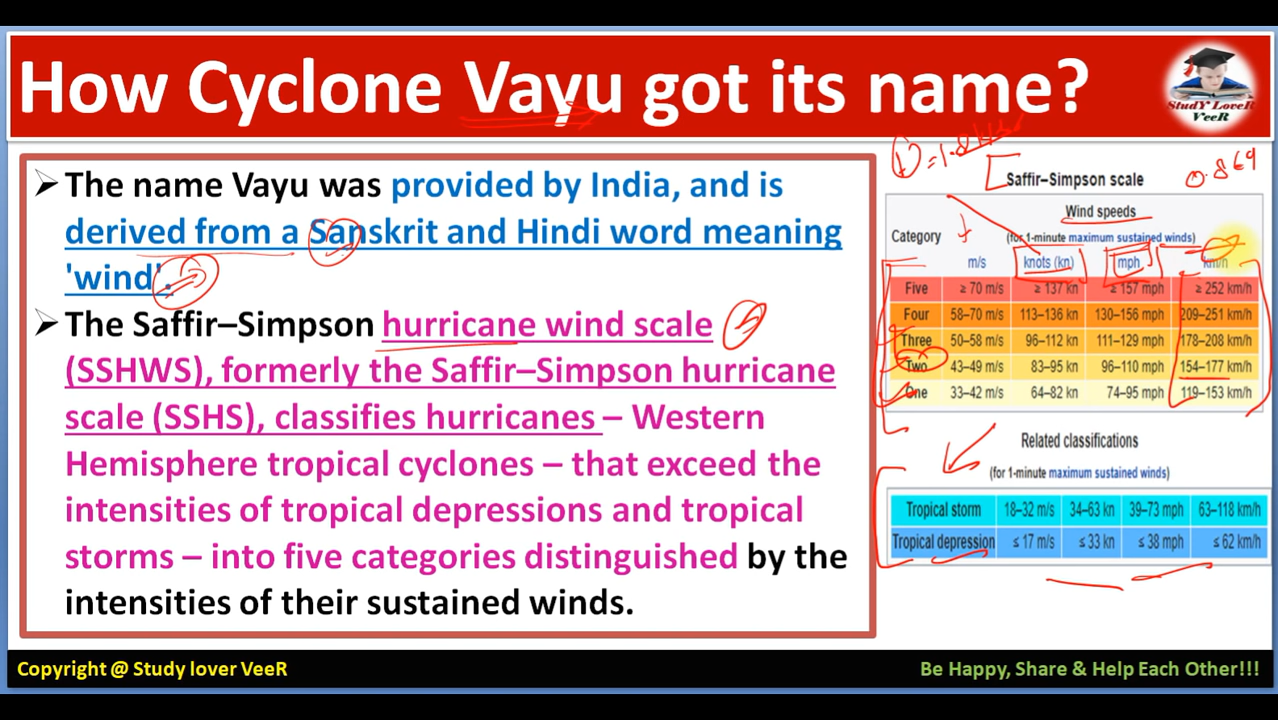 How Cyclone Vayu got its name?
StudY LoveR
VeeR
➢ The name Vayu was provided by India, and is
derived from a Sanskrit and Hindi word meaning
'wind'.
➢ The Saffir–Simpson hurricane wind scale
(SSHWS), formerly the Saffir–Simpson hurricane
scale (SSHS), classifies hurricanes – Western
Hemisphere tropical cyclones – that exceed the
intensities of tropical depressions and tropical
storms – into five categories distinguished by the
intensities of their sustained winds.
0.869
Saffir–Simpson scale
Wind speeds
Category (for 1-minute maximum sustained winds)
m/s knots (kn) mph km/h
Five ≥ 70 m/s ≥ 137 kn ≥ 157 mph ≥ 252 km/h
Four 58–70 m/s 113–136 kn 130–156 mph 209–251 km/h
Three 50–58 m/s 96–112 kn 111–129 mph 178–208 km/h
Two 43–49 m/s 83–95 kn 96–110 mph 154–177 km/h
One 33–42 m/s 64–82 kn 74–95 mph 119–153 km/h
Related classifications
(for 1-minute maximum sustained winds)
Tropical storm 18–32 m/s 34–63 kn 39–73 mph 63–118 km/h
Tropical depression ≤ 17 m/s ≤ 33 kn ≤ 38 mph ≤ 62 km/h
Copyright @ Study lover VeeR
Be Happy, Share & Help Each Other!!!